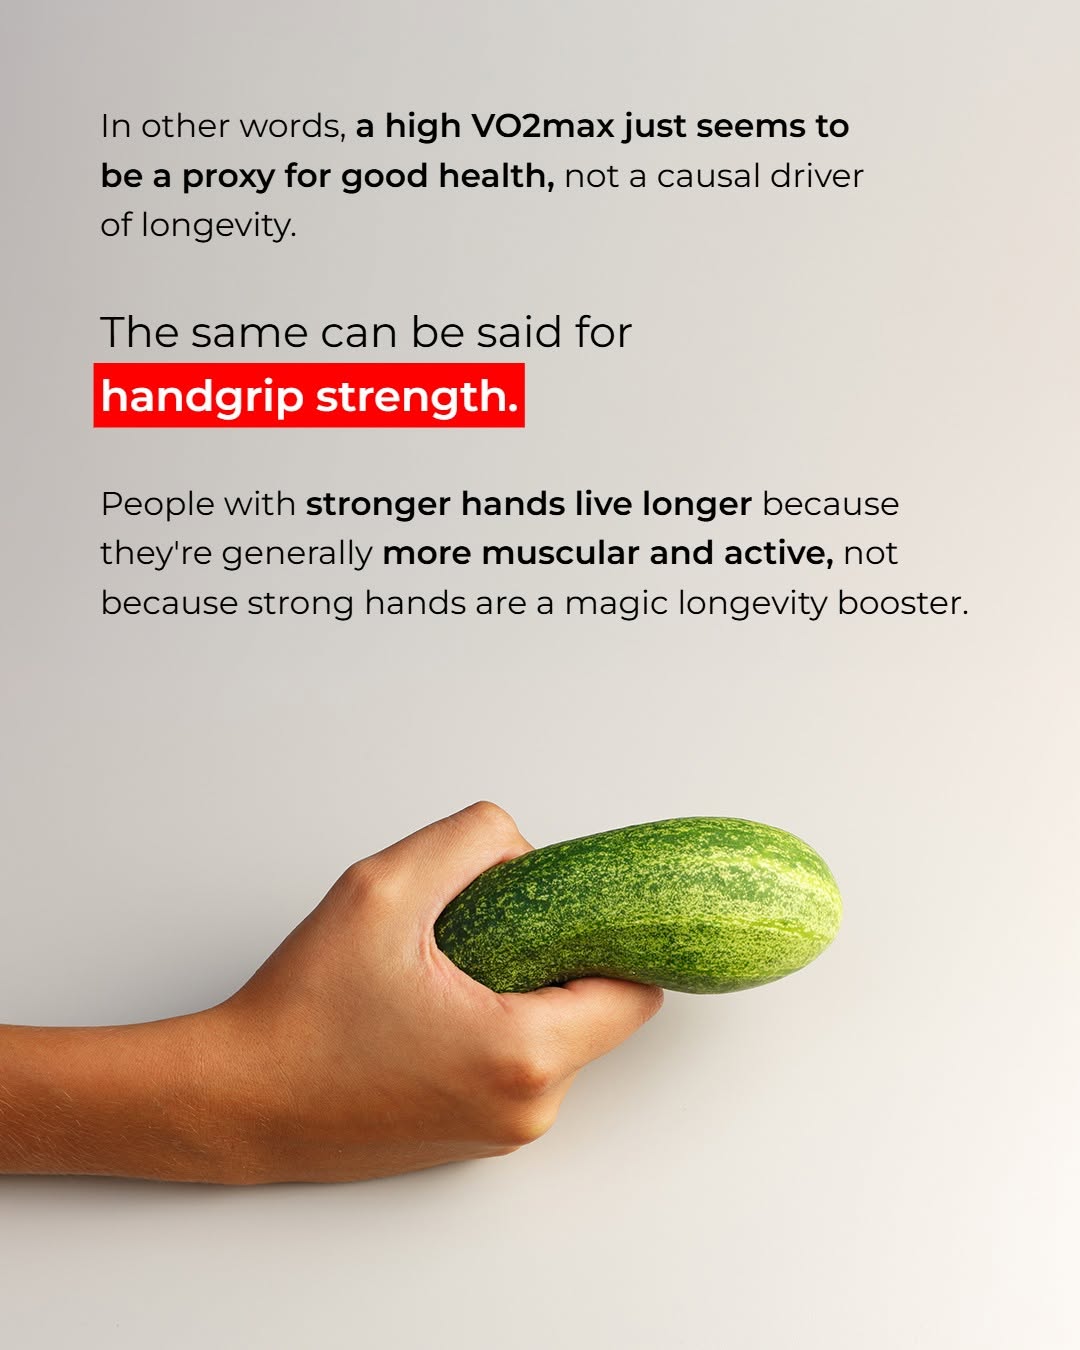 In other words, a high VO2max just seems to
be a proxy for good health, not a causal driver
of longevity.
The same can be said for
handgrip strength.
People with stronger hands live longer because
they're generally more muscular and active, not
because strong hands are a magic longevity booster.